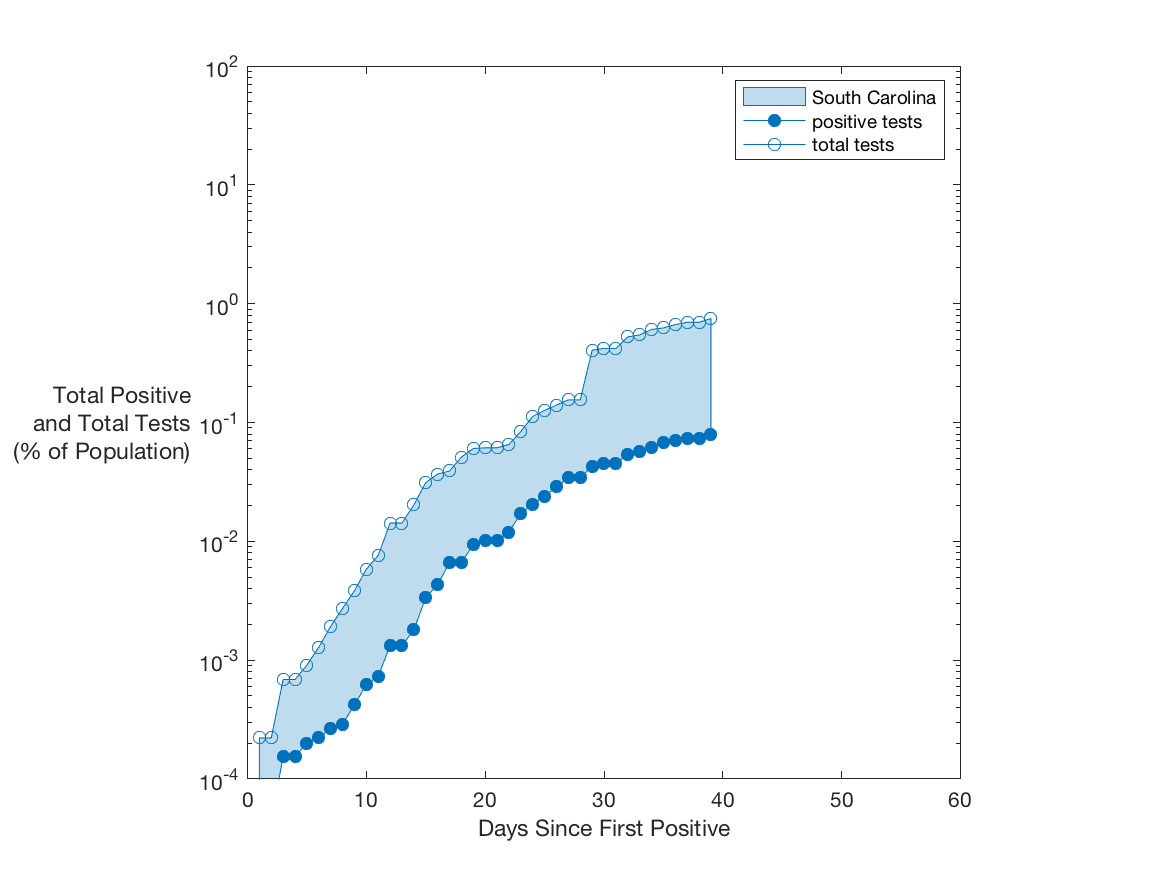 10^2
10^1
10^0
10^-1
10^-2
10^-3
10^-4
Total Positive
and Total Tests
(% of Population)
South Carolina
positive tests
total tests
0 10 20 30 40 50 60
Days Since First Positive